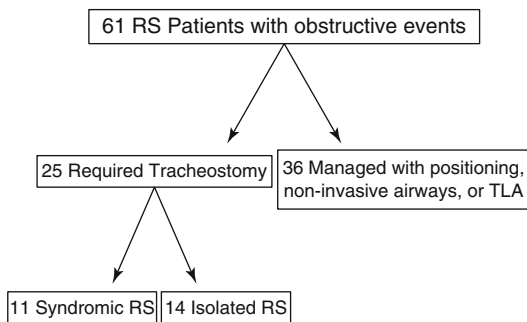 61 RS Patients with obstructive events
25 Required Tracheostomy
36 Managed with positioning,
non-invasive airways, or TLA
11 Syndromic RS
14 Isolated RS